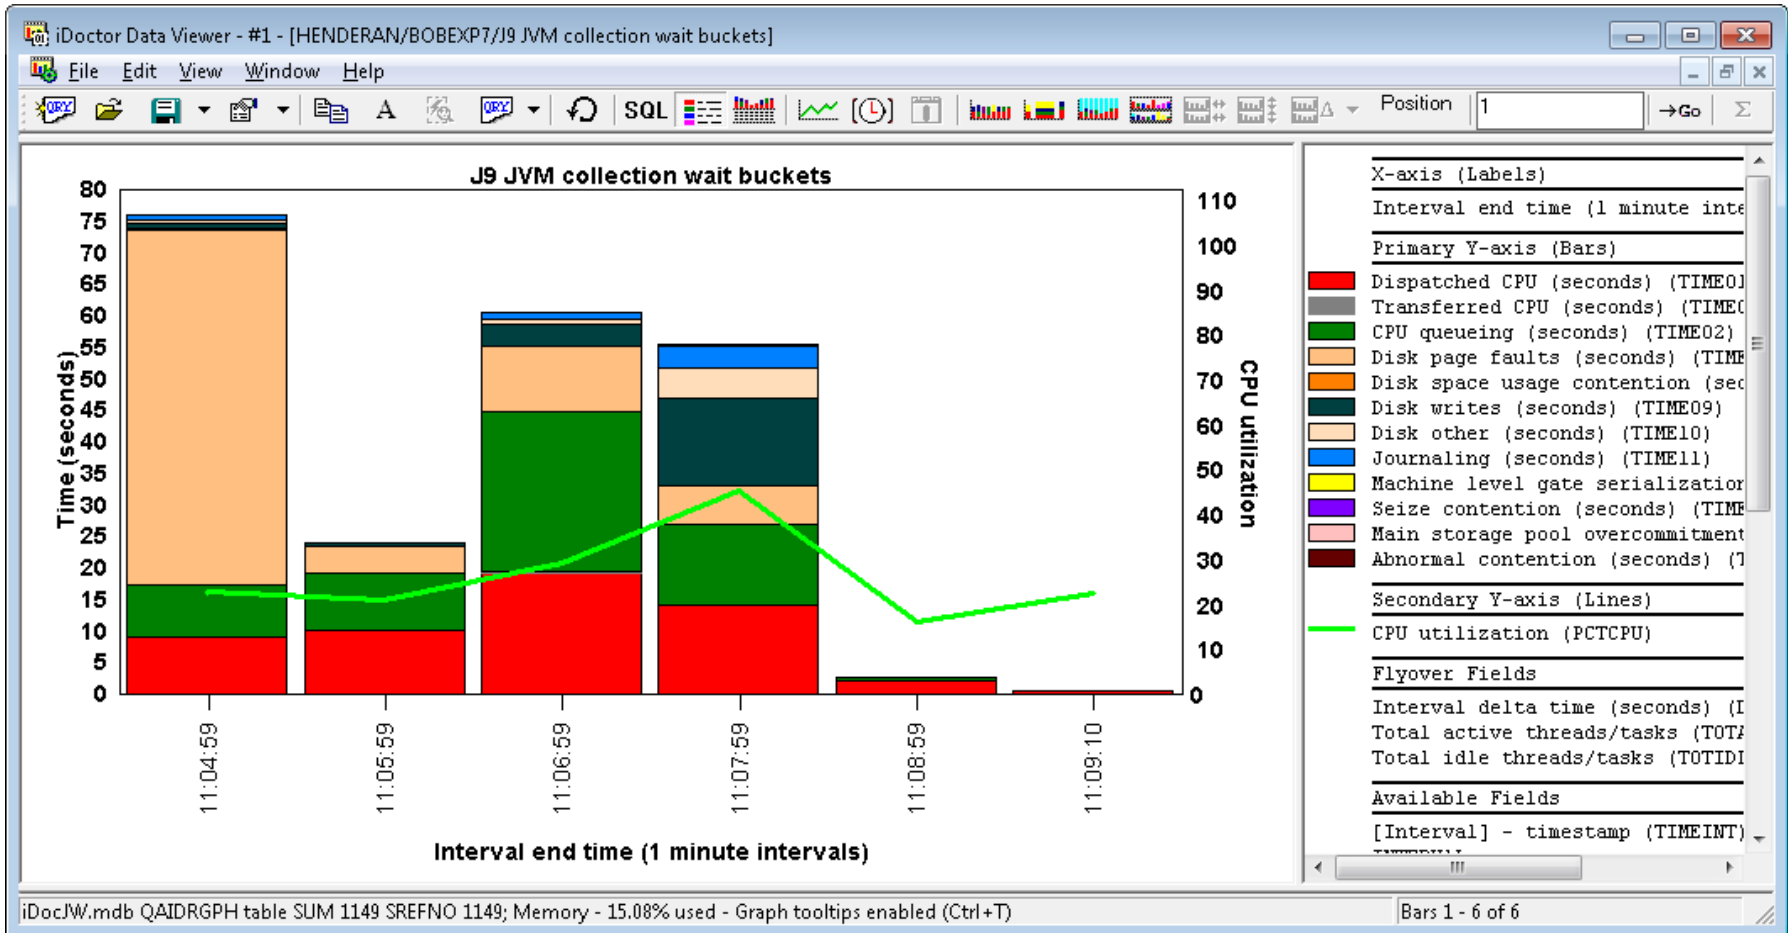 iDoctor Data Viewer - #1 - [HENDERAN/BOBEXP7/J9 JVM collection wait buckets]
File Edit View Window Help
QRY A QRY SQL Position 1 →Go Σ
J9 JVM collection wait buckets
80
75
70
65
60
55
50
45
40
35
30
25
20
15
10
5
0
Time (seconds)
110
100
90
80
70
60
50
40
30
20
10
0
CPU utilization
11:04:59
11:05:59
11:06:59
11:07:59
11:08:59
11:09:10
Interval end time (1 minute intervals)
X-axis (Labels)
Interval end time (1 minute inte
Primary Y-axis (Bars)
Dispatched CPU (seconds) (TIME01
Transferred CPU (seconds) (TIME0
CPU queueing (seconds) (TIME02)
Disk page faults (seconds) (TIME
Disk space usage contention (sec
Disk writes (seconds) (TIME09)
Disk other (seconds) (TIME10)
Journaling (seconds) (TIME11)
Machine level gate serialization
Seize contention (seconds) (TIME
Main storage pool overcommitment
Abnormal contention (seconds) (T
Secondary Y-axis (Lines)
CPU utilization (PCTCPU)
Flyover Fields
Interval delta time (seconds) (I
Total active threads/tasks (TOTA
Total idle threads/tasks (TOTIDI
Available Fields
[Interval] - timestamp (TIMEINT)
iDocJW.mdb QAIDRGPH table SUM 1149 SREFNO 1149; Memory - 15.08% used - Graph tooltips enabled (Ctrl+T)
Bars 1 - 6 of 6